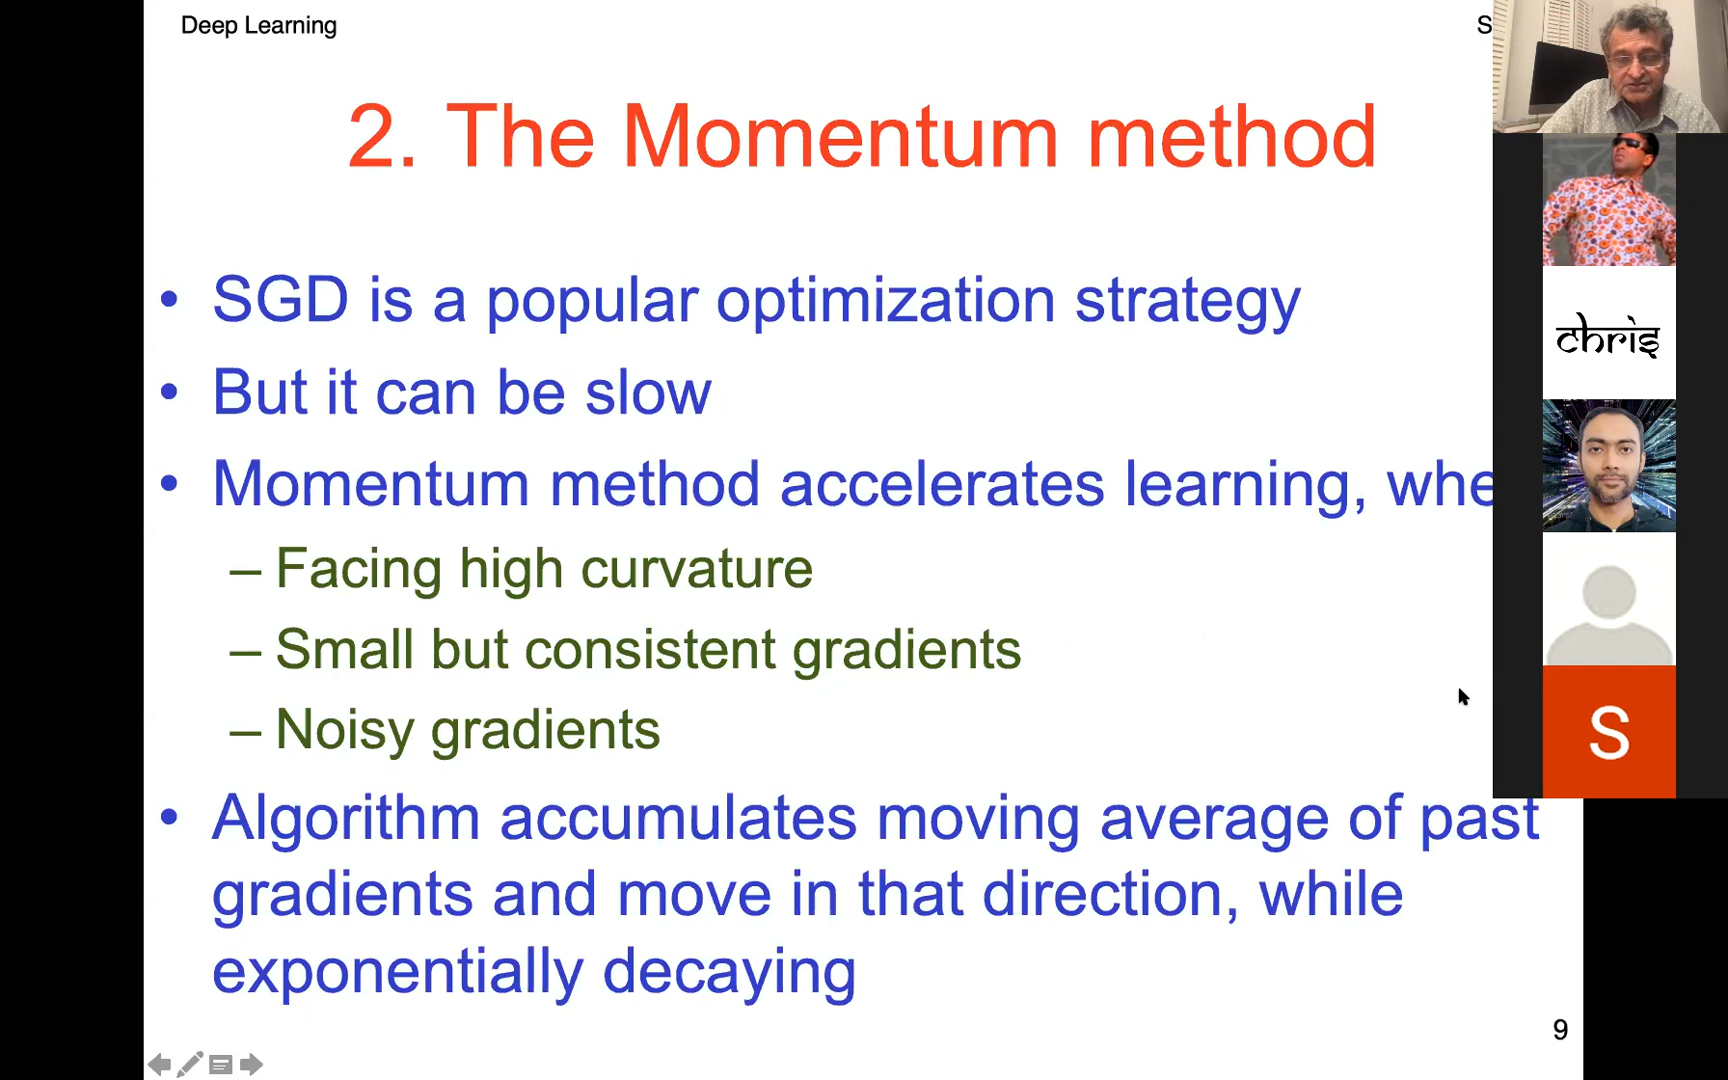 Deep Learning
S
2. The Momentum method
• SGD is a popular optimization strategy
• But it can be slow
• Momentum method accelerates learning, whe
– Facing high curvature
– Small but consistent gradients
– Noisy gradients
• Algorithm accumulates moving average of past
gradients and move in that direction, while
exponentially decaying
9
chris
S